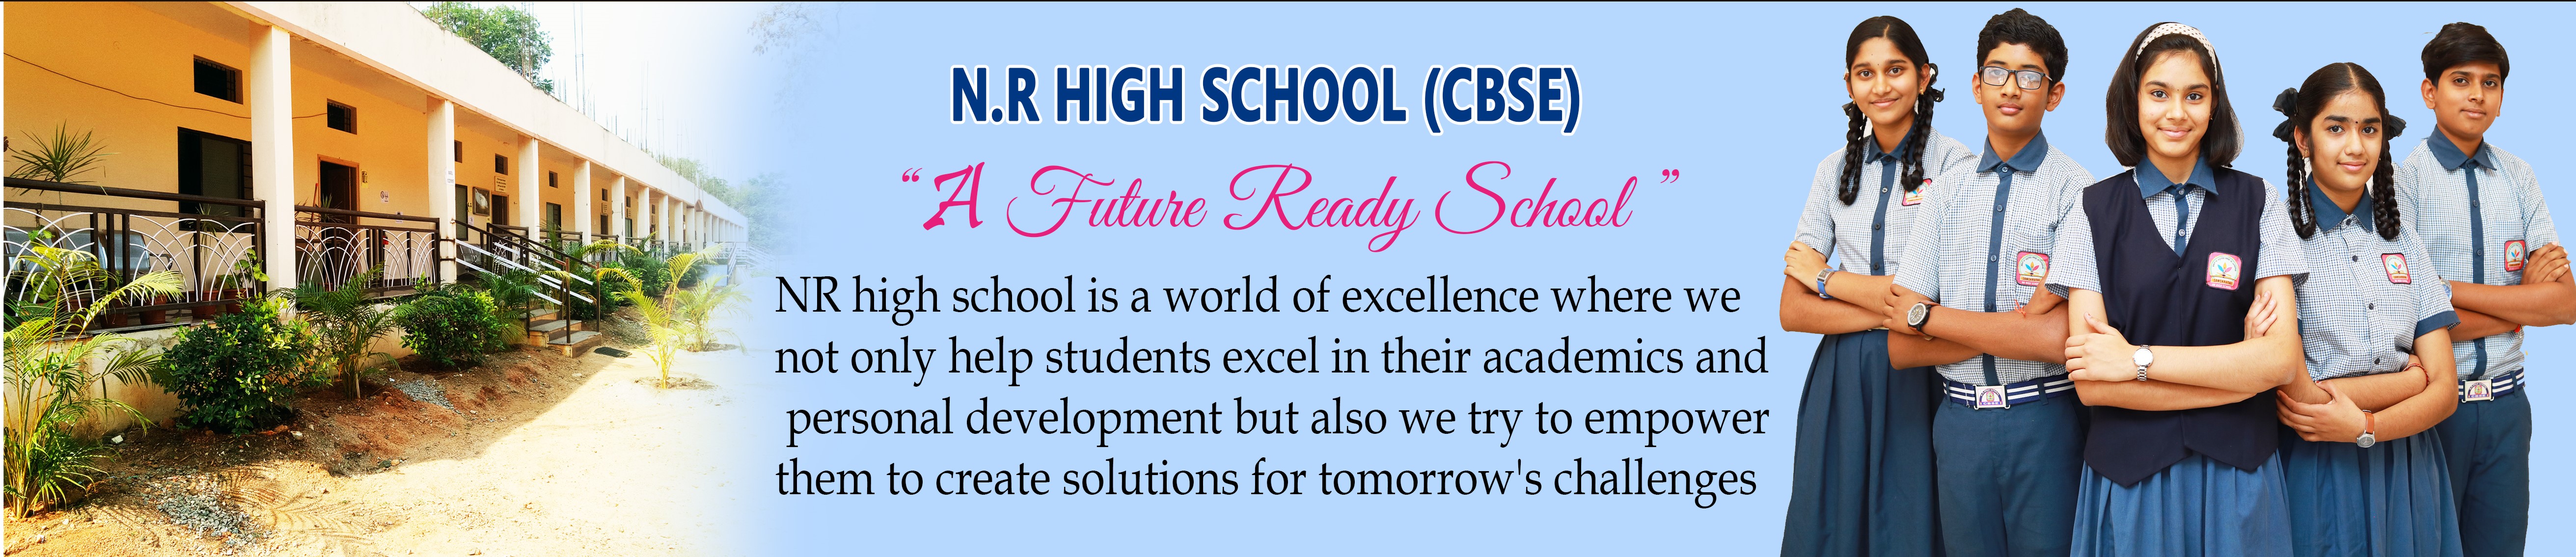 N.R HIGH SCHOOL (CBSE)
“A Future Ready School”
NR high school is a world of excellence where we
not only help students excel in their academics and
personal development but also we try to empower
them to create solutions for tomorrow's challenges